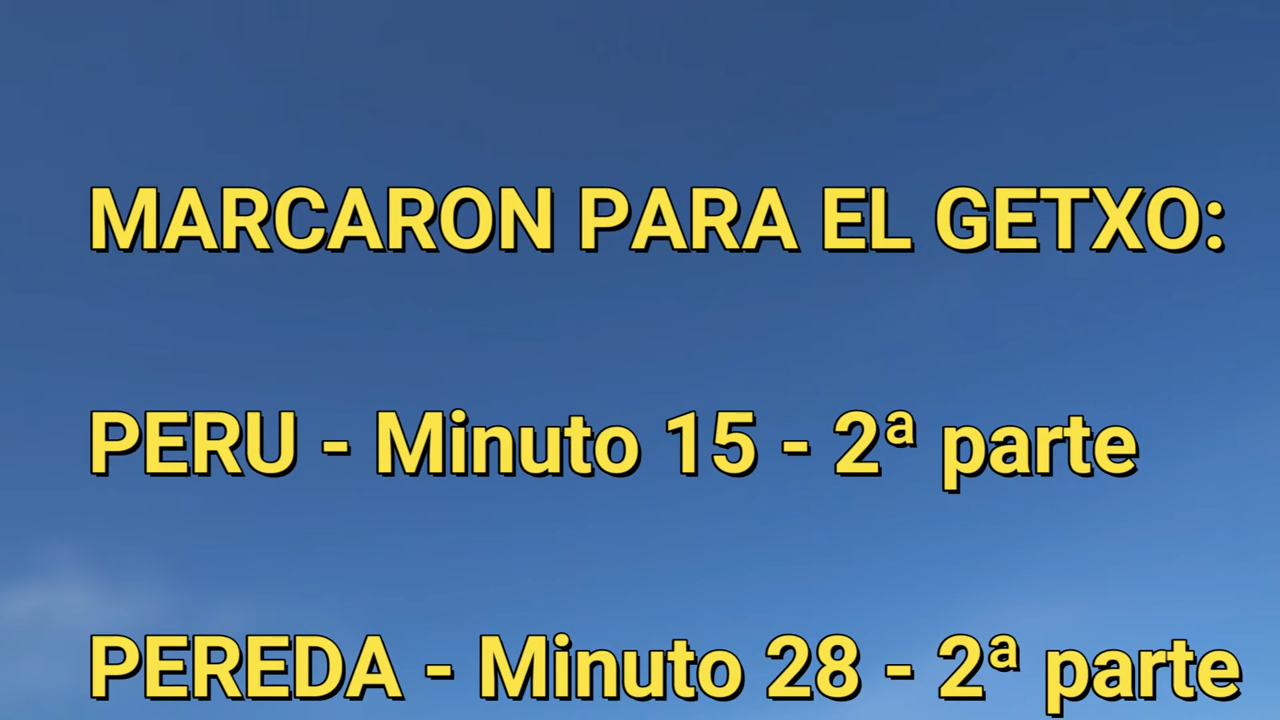 MARCARON PARA EL GETXO:
PERU - Minuto 15 - 2ª parte
PEREDA - Minuto 28 - 2ª parte